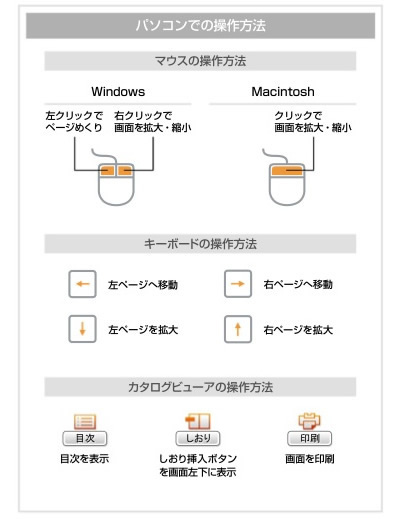 パソコンでの操作方法
マウスの操作方法
Windows
左クリックで
ページめくり
右クリックで
画面を拡大・縮小
Macintosh
クリックで
画面を拡大・縮小
キーボードの操作方法
左ページへ移動
右ページへ移動
左ページを拡大
右ページを拡大
カタログビューアの操作方法
目次
目次を表示
しおり
しおり挿入ボタン
を画面左下に表示
印刷
画面を印刷